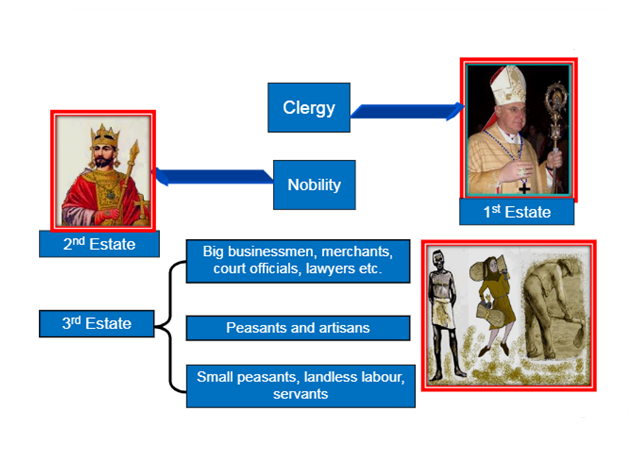 Clergy
Nobility
1st Estate
2nd Estate
Big businessmen, merchants,
court officials, lawyers etc.
3rd Estate
Peasants and artisans
Small peasants, landless labour,
servants